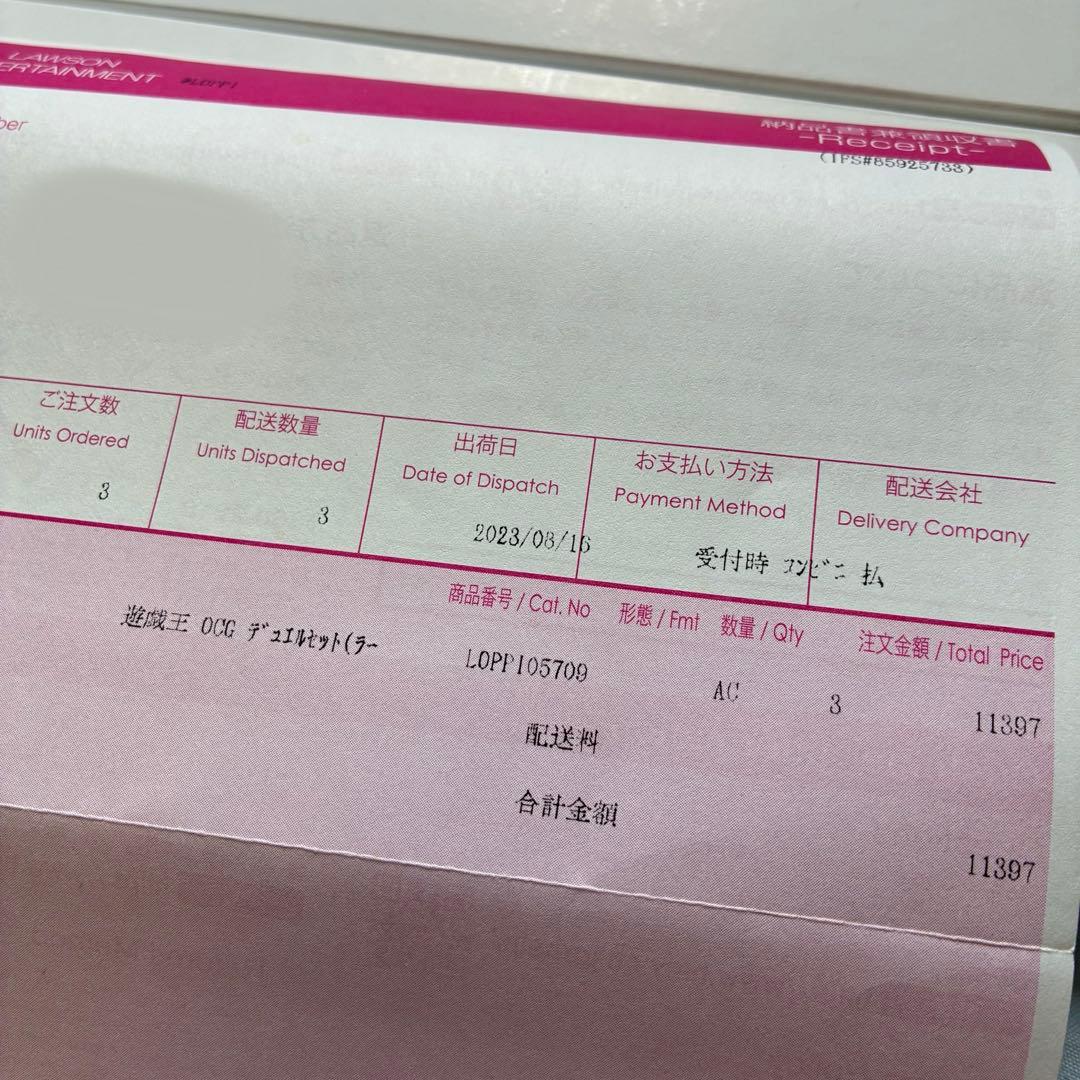 LAWSON
ERTAINMENT
*LOPPI
納品書兼領収書
-Receipt-
(IFS#85925733)
ber
ご注文数
Units Ordered
3
配送数量
Units Dispatched
3
出荷日
Date of Dispatch
2023/08/16
お支払い方法
Payment Method
受付時 コンビニ 払
配送会社
Delivery Company
商品番号 / Cat. No 形態 / Fmt 数量 / Qty 注文金額 / Total Price
遊戯王 OCG デュエルセット(ラー LOPPI05709 AC 3 11397
配送料
合計金額 11397